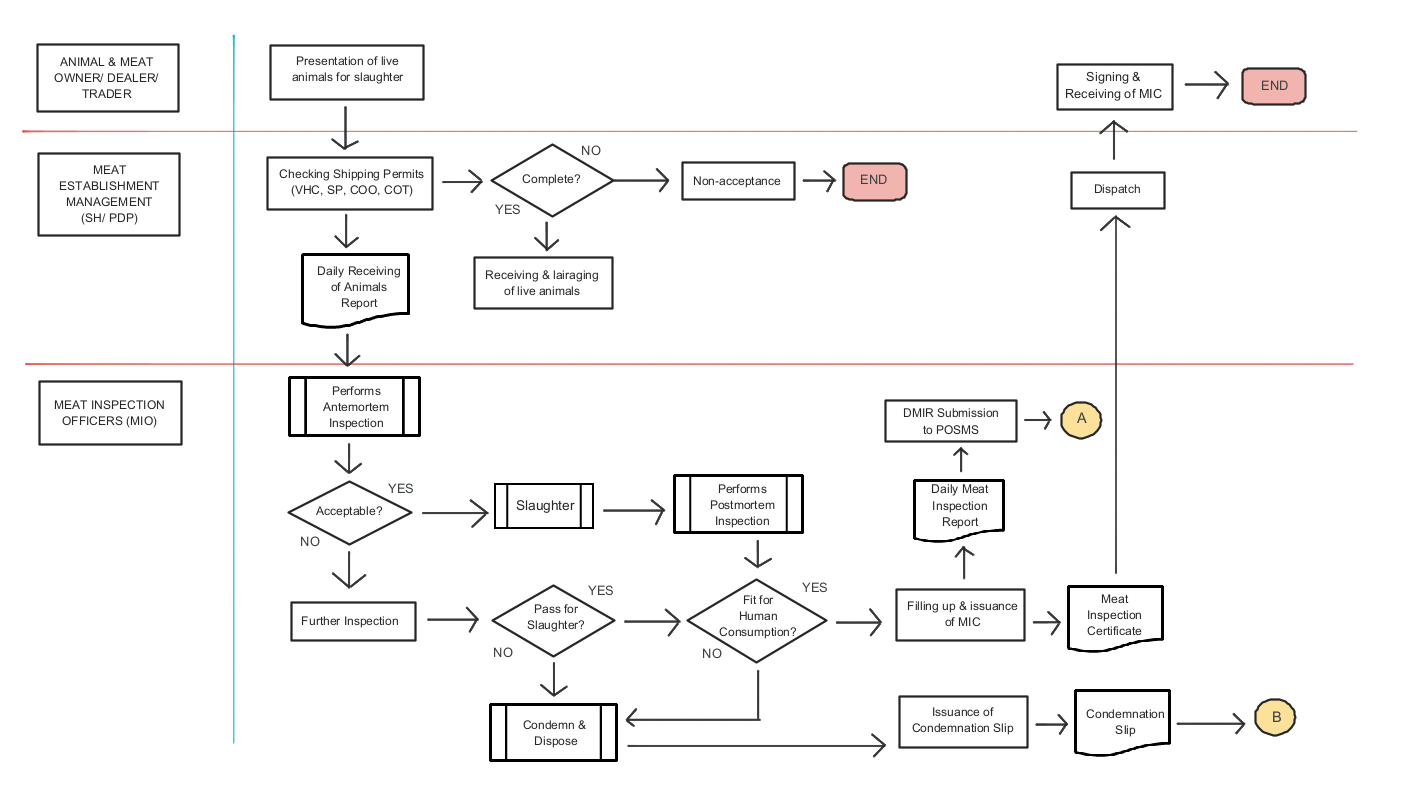 ANIMAL & MEAT
OWNER/ DEALER/
TRADER
Presentation of live
animals for slaughter
Signing &
Receiving of MIC
END
MEAT
ESTABLISHMENT
MANAGEMENT
(SH/ PDP)
Checking Shipping Permits
(VHC, SP, COO, COT)
Complete?
NO
YES
Non-acceptance
END
Dispatch
Daily Receiving
of Animals
Report
Receiving & lairaging
of live animals
MEAT INSPECTION
OFFICERS (MIO)
Performs
Antemortem
Inspection
DMIR Submission
to POSMS
A
Acceptable?
YES
NO
Slaughter
Performs
Postmortem
Inspection
Daily Meat
Inspection
Report
Further Inspection
Pass for
Slaughter?
YES
NO
Fit for
Human
Consumption?
YES
NO
Filling up & issuance
of MIC
Meat
Inspection
Certificate
Condemn &
Dispose
Issuance of
Condemnation Slip
Condemnation
Slip
B